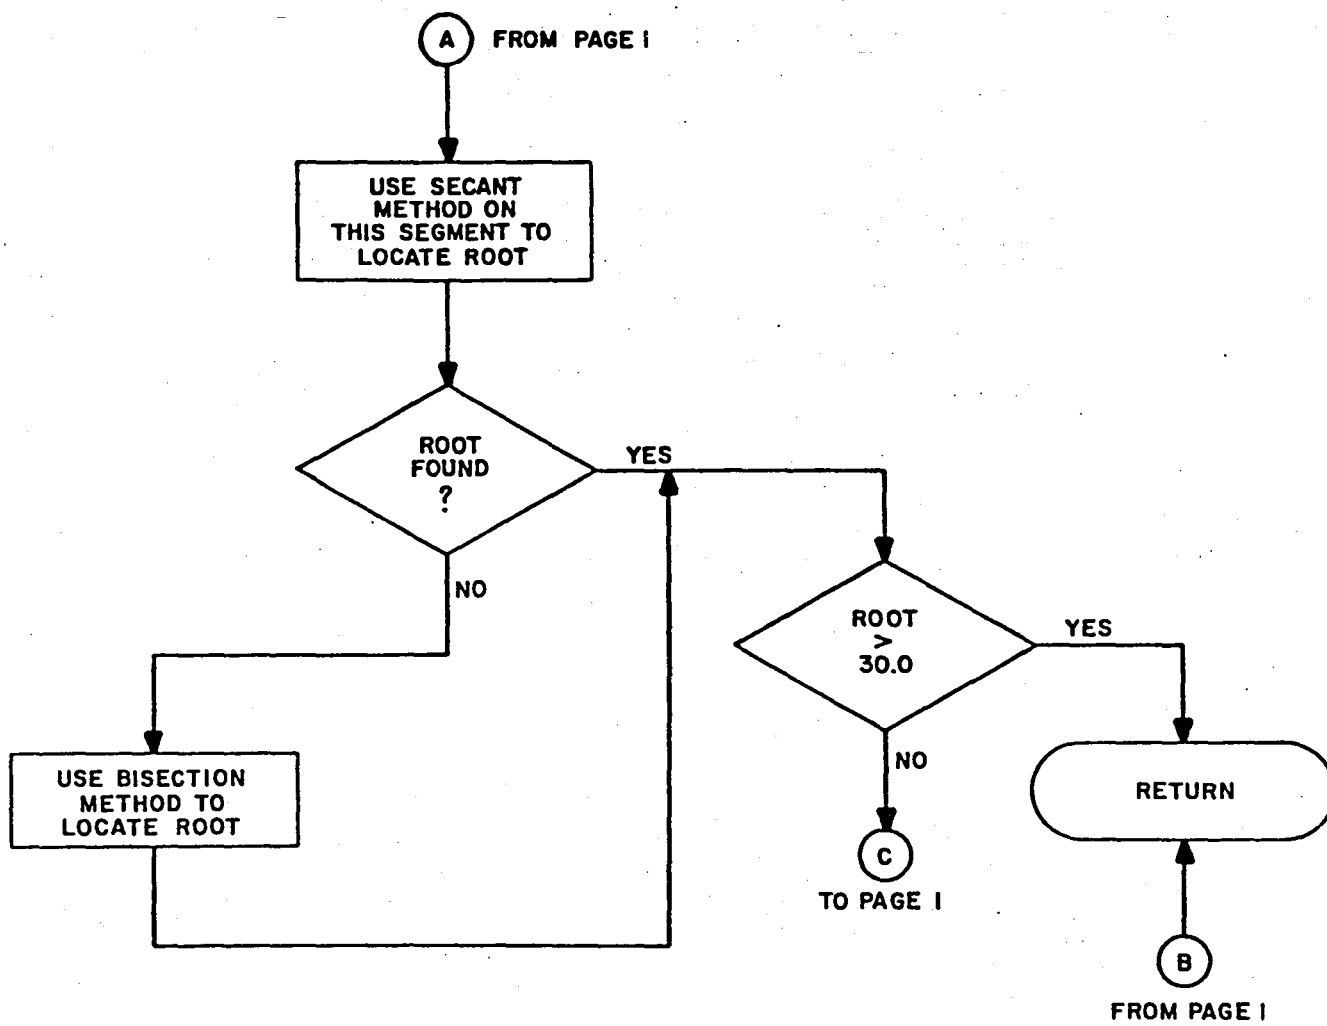 A FROM PAGE 1
USE SECANT
METHOD ON
THIS SEGMENT TO
LOCATE ROOT
ROOT
FOUND
?
YES
NO
USE BISECTION
METHOD TO
LOCATE ROOT
ROOT
>
30.0
YES
NO
RETURN
C
TO PAGE 1
B
FROM PAGE 1